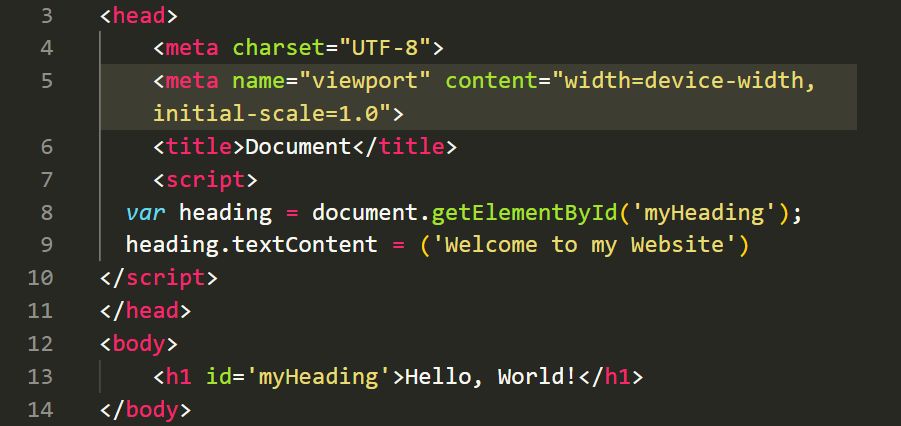 3 <head>
4 <meta charset="UTF-8">
5 <meta name="viewport" content="width=device-width,
initial-scale=1.0">
6 <title>Document</title>
7 <script>
8 var heading = document.getElementById('myHeading');
9 heading.textContent = ('Welcome to my Website')
10 </script>
11 </head>
12 <body>
13 <h1 id='myHeading'>Hello, World!</h1>
14 </body>